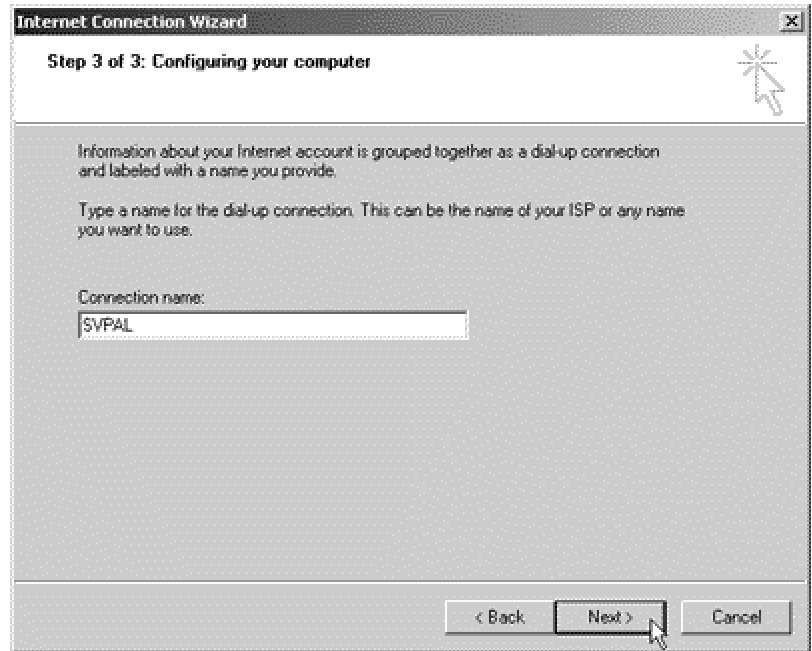 Internet Connection Wizard
Step 3 of 3: Configuring your computer
Information about your Internet account is grouped together as a dial-up connection
and labeled with a name you provide.
Type a name for the dial-up connection. This can be the name of your ISP or any name
you want to use.
Connection name:
SVPAL
< Back Next > Cancel